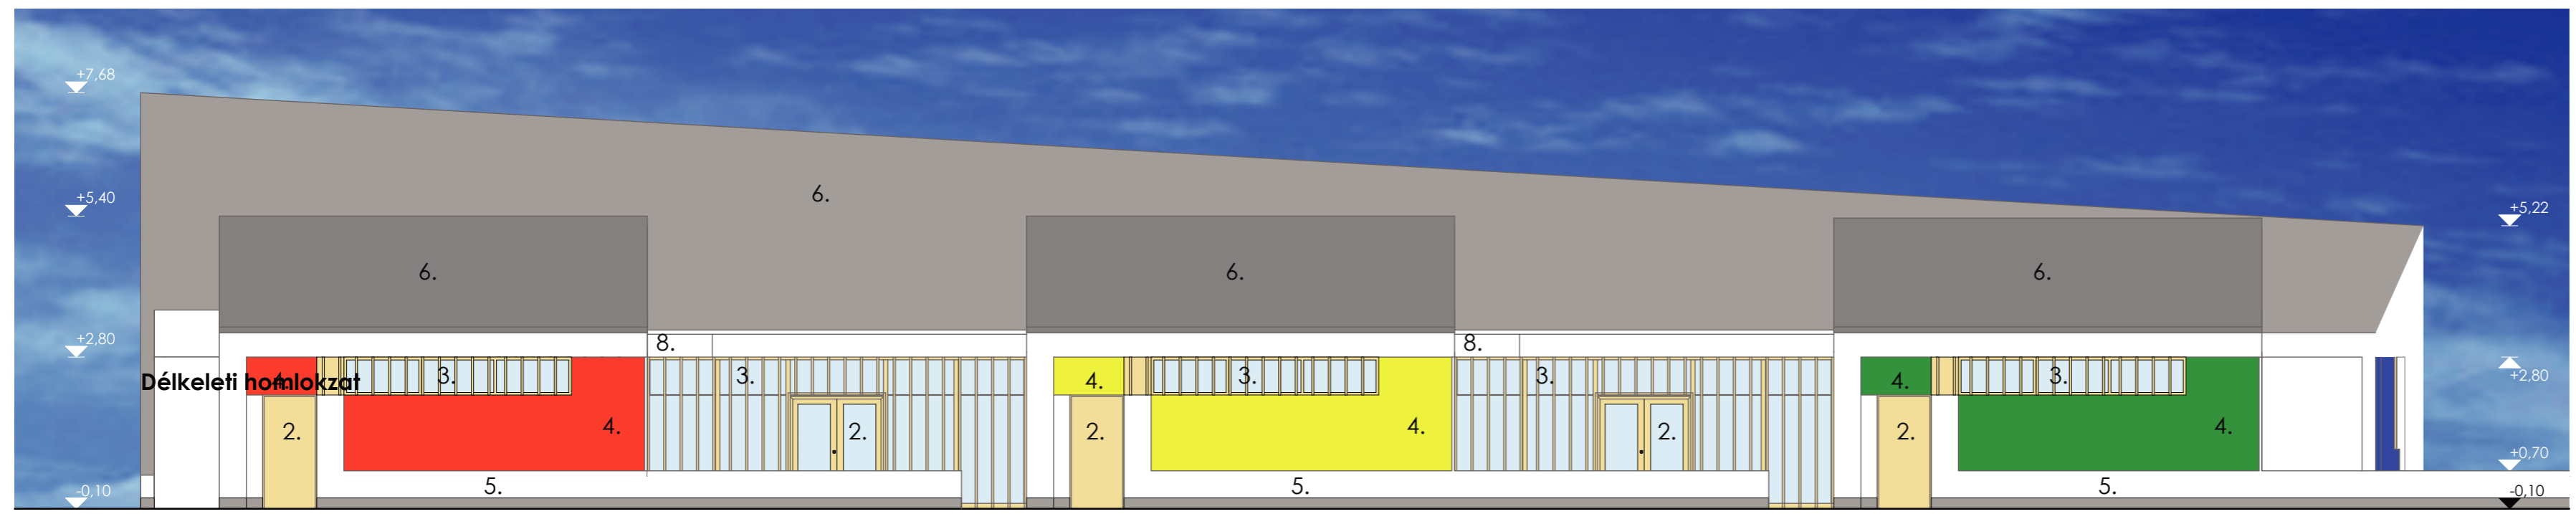 +7,68
+5,40
+5,22
6.
6. 6. 6.
+2,80
8. 8.
4. 3. 3. 4. 3. 3. 4. 3.
+2,80
Délkeleti homlokzat
2. 4. 2. 2. 4. 2. 2. 4.
+0,70
5. 5. 5.
-0,10 -0,10